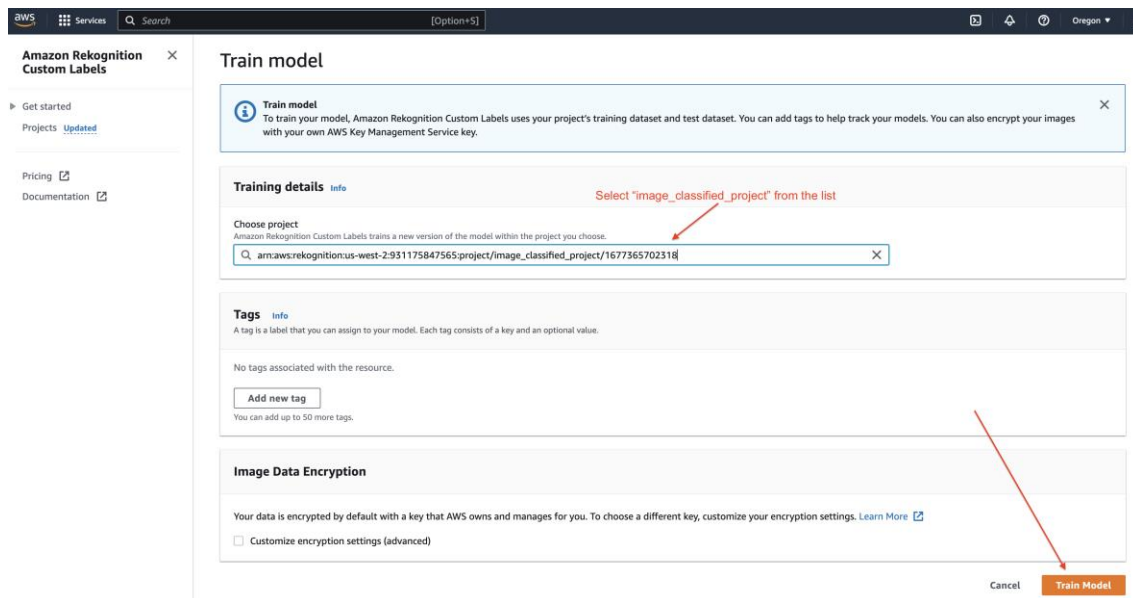 aws
Services
Search
[Option+S]
Oregon
Amazon Rekognition
Custom Labels
Get started
Projects Updated
Pricing
Documentation
Train model
Train model
To train your model, Amazon Rekognition Custom Labels uses your project's training dataset and test dataset. You can add tags to help track your models. You can also encrypt your images
with your own AWS Key Management Service key.
Training details Info
Select "image_classified_project" from the list
Choose project
Amazon Rekognition Custom Labels trains a new version of the model within the project you choose.
arn:aws:rekognition:us-west-2:931175847565:project/image_classified_project/1677365702318
Tags Info
A tag is a label that you can assign to your model. Each tag consists of a key and an optional value.
No tags associated with the resource.
Add new tag
You can add up to 50 more tags.
Image Data Encryption
Your data is encrypted by default with a key that AWS owns and manages for you. To choose a different key, customize your encryption settings. Learn More
Customize encryption settings (advanced)
Cancel
Train Model